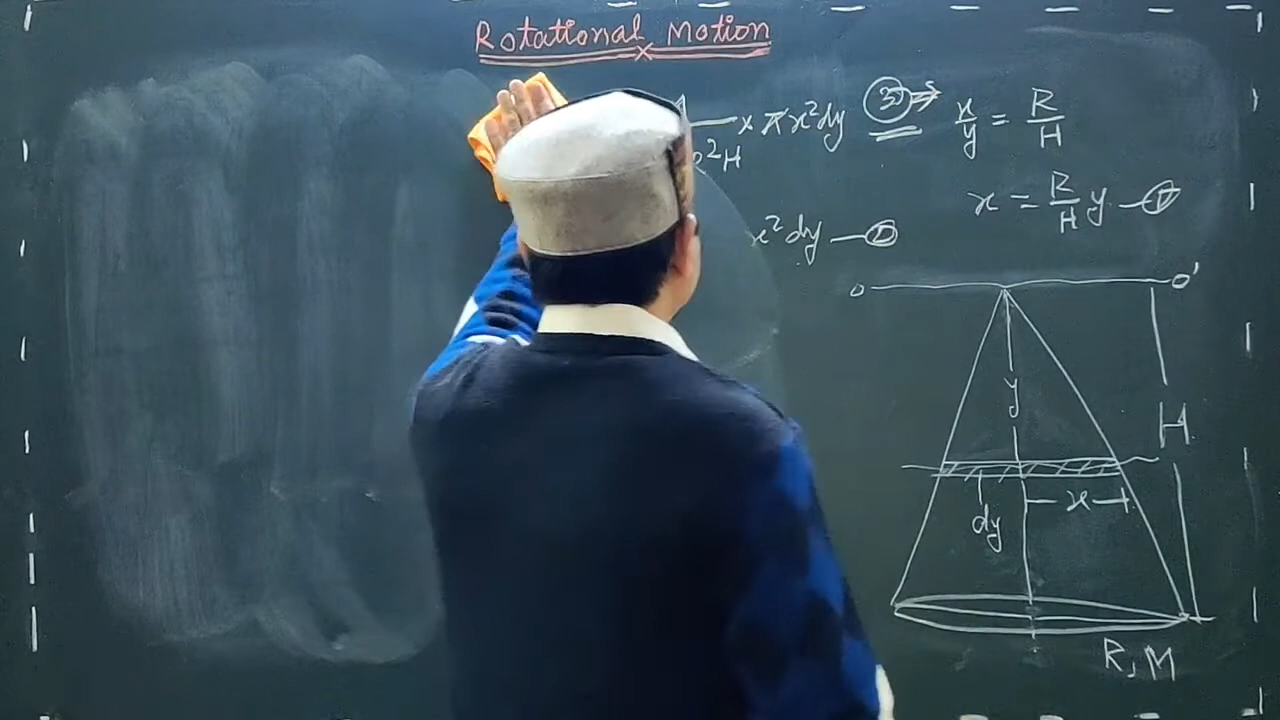 Rotational Motion
x πx²dy
²H
x²dy —②
x/y = R/H
x = R/H y —①
O O'
y
H
x
dy
R, M